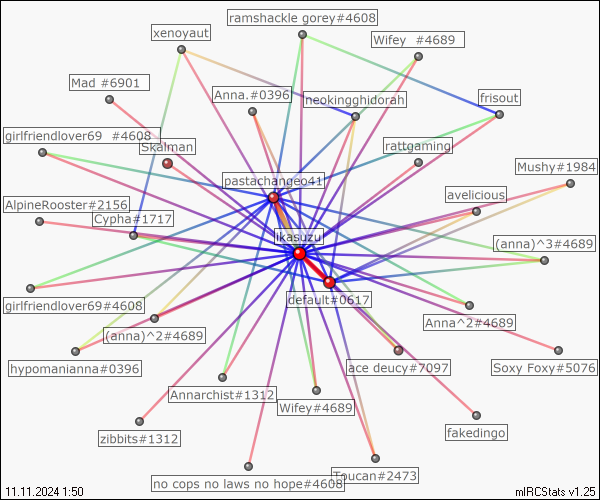 ramshackle gorey#4608
xenoyaut
Wifey  #4689
Mad #6901
Anna.#0396
neokingghidorah
frisout
girlfriendlover69  #4608
Skalman
rattgaming
pastachangeo41
Mushy#1984
avelicious
AlpineRooster#2156
Cypha#1717
ikasuzu
(anna)^3#4689
default#0617
girlfriendlover69#4608
(anna)^2#4689
Anna^2#4689
hypomanianna#0396
ace deucy#7097
Soxy Foxy#5076
Annarchist#1312
Wifey#4689
zibbits#1312
fakedingo
no cops no laws no hope#4608
Toucan#2473
11.11.2024 1:50
mIRCStats v1.25